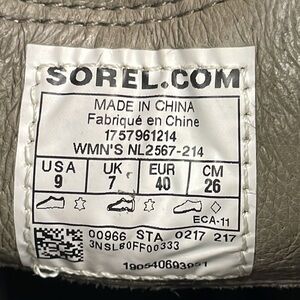 SOREL.COM
MADE IN CHINA
Fabriqué en Chine
1757961214
WMN'S NL2567-214
USA UK EUR CM
9 7 40 26
ECA-11
00966 STA 0217 217
3NSL80FF00333